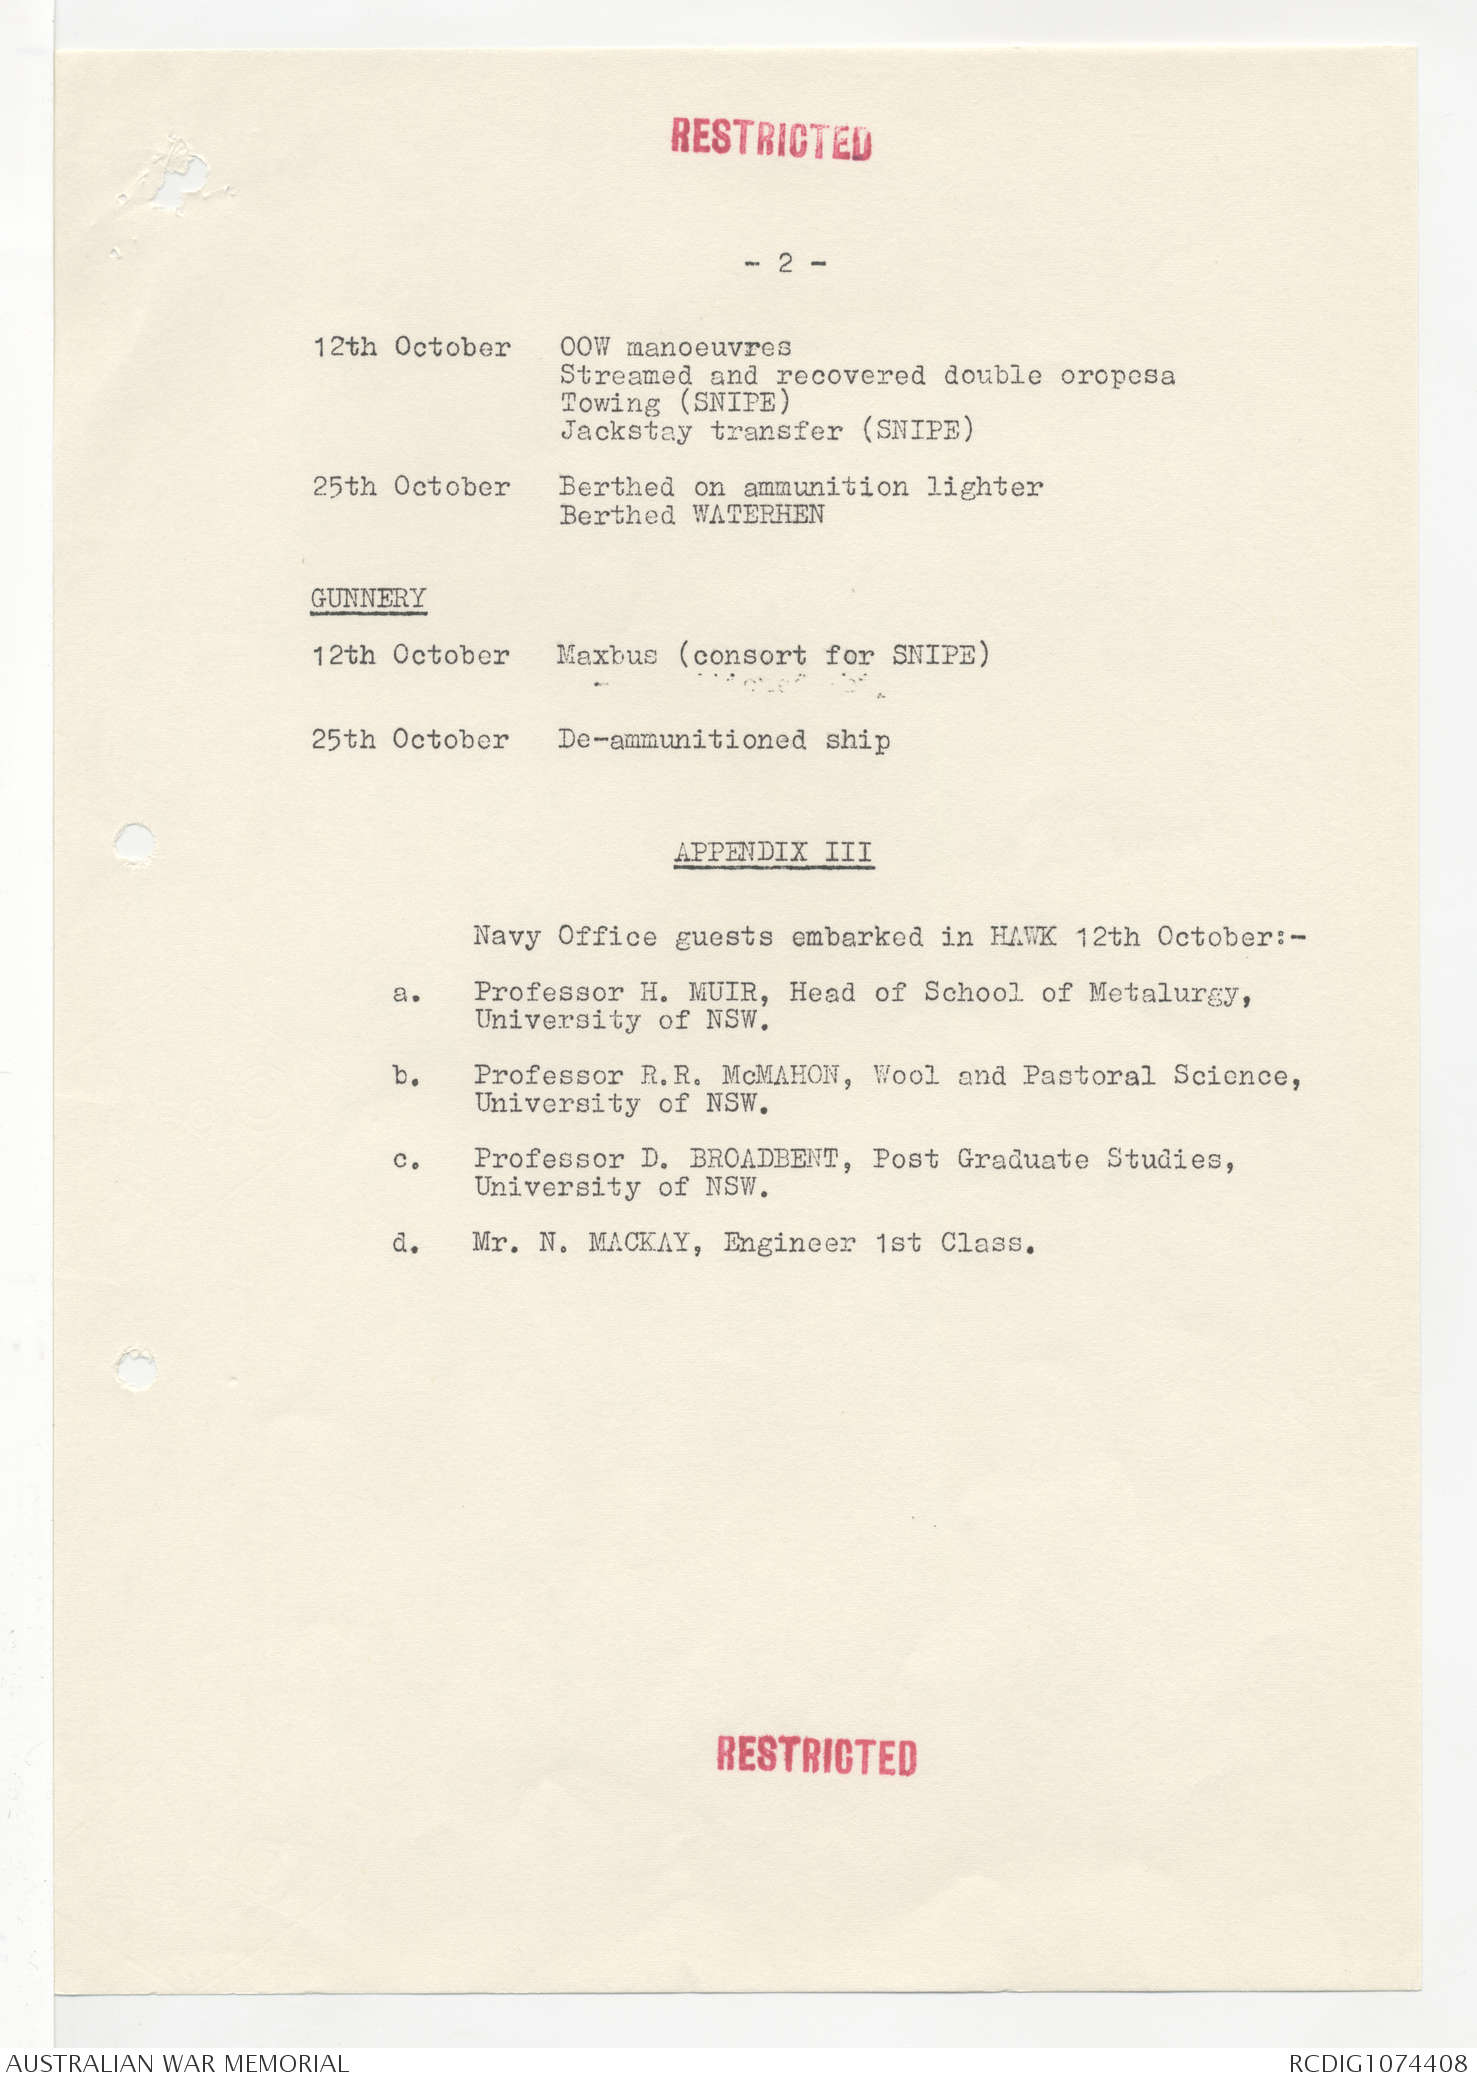 RESTRICTED
- 2 -
12th October OOW manoeuvres
Streamed and recovered double oropesa
Towing (SNIPE)
Jackstay transfer (SNIPE)
25th October Berthed on ammunition lighter
Berthed WATERHEN
GUNNERY
12th October Maxbus (consort for SNIPE)
25th October De-ammunitioned ship
APPENDIX III
Navy Office guests embarked in HAWK 12th October:-
a. Professor H. MUIR, Head of School of Metalurgy,
University of NSW.
b. Professor R.R. McMAHON, Wool and Pastoral Science,
University of NSW.
c. Professor D. BROADBENT, Post Graduate Studies,
University of NSW.
d. Mr. N. MACKAY, Engineer 1st Class.
RESTRICTED
AUSTRALIAN WAR MEMORIAL
RCDIG1074408